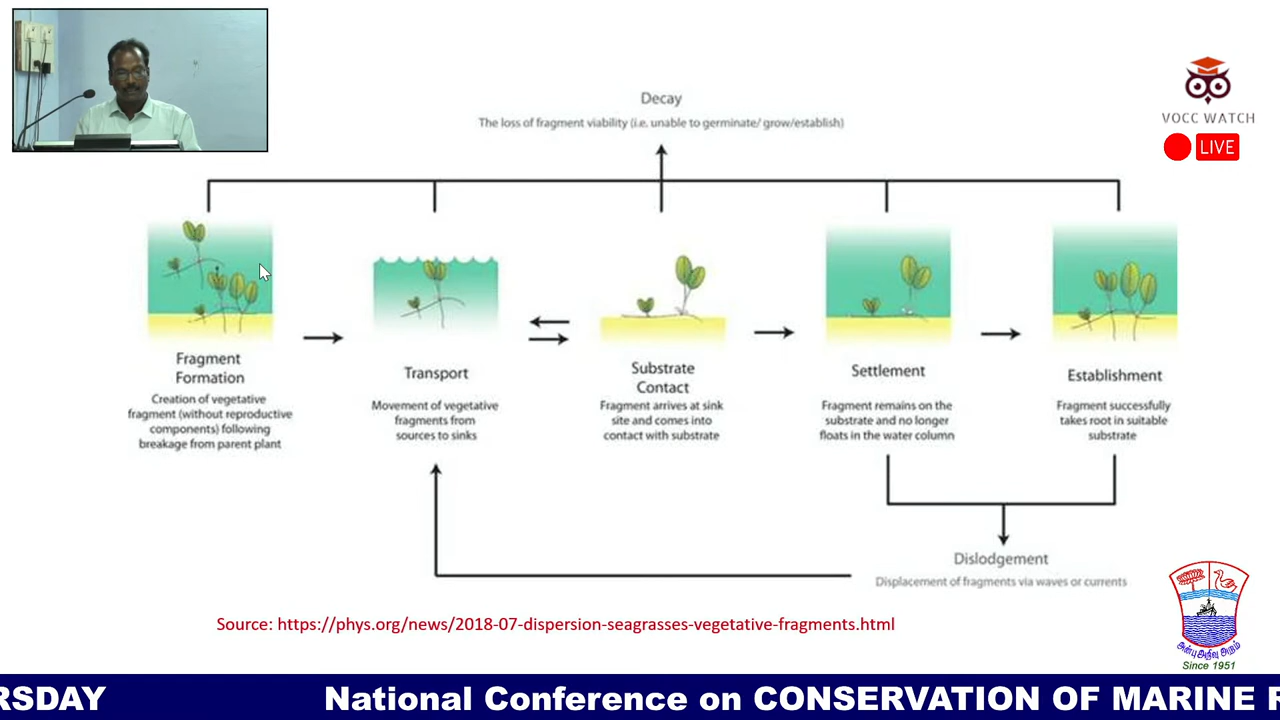 VOCC WATCH
LIVE
Decay
The loss of fragment viability (i.e. unable to germinate/ grow/establish)
Fragment
Formation
Creation of vegetative
fragment (without reproductive
components) following
breakage from parent plant
Transport
Movement of vegetative
fragments from
sources to sinks
Substrate
Contact
Fragment arrives at sink
site and comes into
contact with substrate
Settlement
Fragment remains on the
substrate and no longer
floats in the water column
Establishment
Fragment successfully
takes root in suitable
substrate
Dislodgement
Displacement of fragments via waves or currents
Source: https://phys.org/news/2018-07-dispersion-seagrasses-vegetative-fragments.html
அன்பு அறிவு அறம்
Since 1951
RSDAY National Conference on CONSERVATION OF MARINE